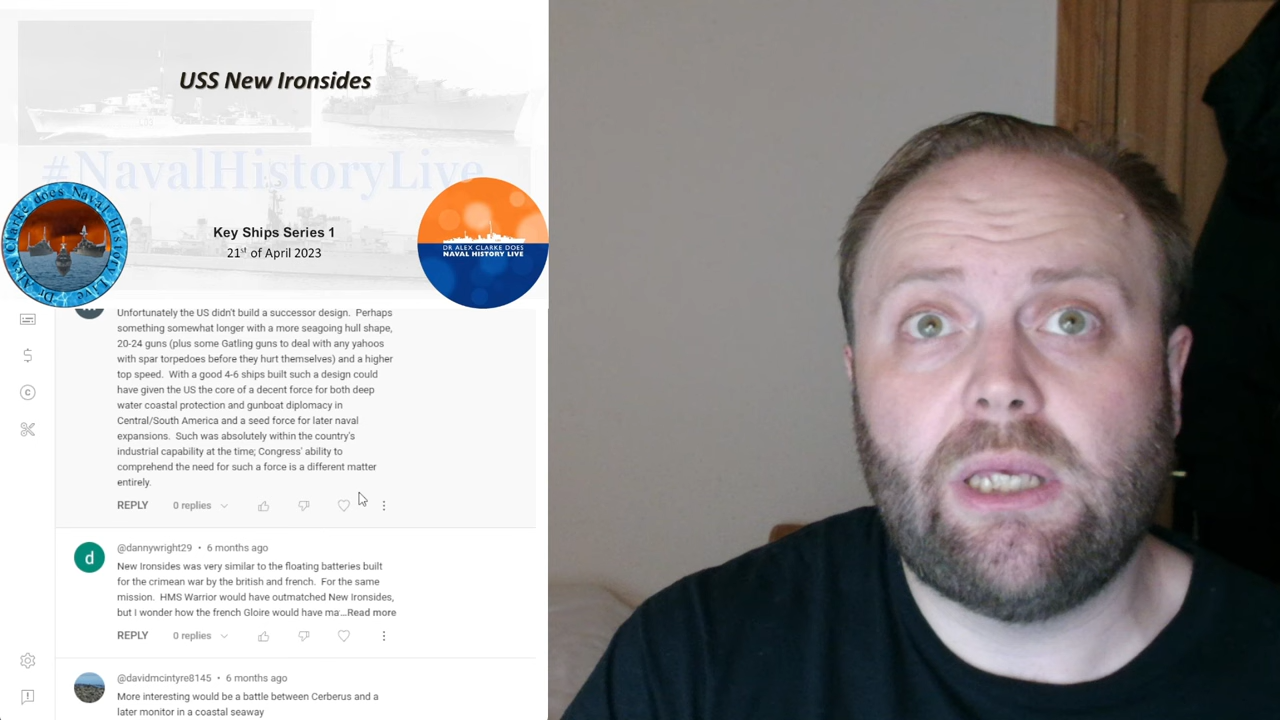 USS New Ironsides
#NavalHistoryLive
Dr Alex Clarke does Naval History Live
Key Ships Series 1
21st of April 2023
DR ALEX CLARKE DOES
NAVAL HISTORY LIVE
Unfortunately the US didn't build a successor design. Perhaps
something somewhat longer with a more seagoing hull shape,
20-24 guns (plus some Gatling guns to deal with any yahoos
with spar torpedoes before they hurt themselves) and a higher
top speed. With a good 4-6 ships built such a design could
have given the US the core of a decent force for both deep
water coastal protection and gunboat diplomacy in
Central/South America and a seed force for later naval
expansions. Such was absolutely within the country's
industrial capability at the time; Congress' ability to
comprehend the need for such a force is a different matter
entirely.
REPLY 0 replies
d
@dannywright29 • 6 months ago
New Ironsides was very similar to the floating batteries built
for the crimean war by the british and french. For the same
mission. HMS Warrior would have outmatched New Ironsides,
but I wonder how the french Gloire would have ma...Read more
REPLY 0 replies
@davidmcintyre8145 • 6 months ago
More interesting would be a battle between Cerberus and a
later monitor in a coastal seaway